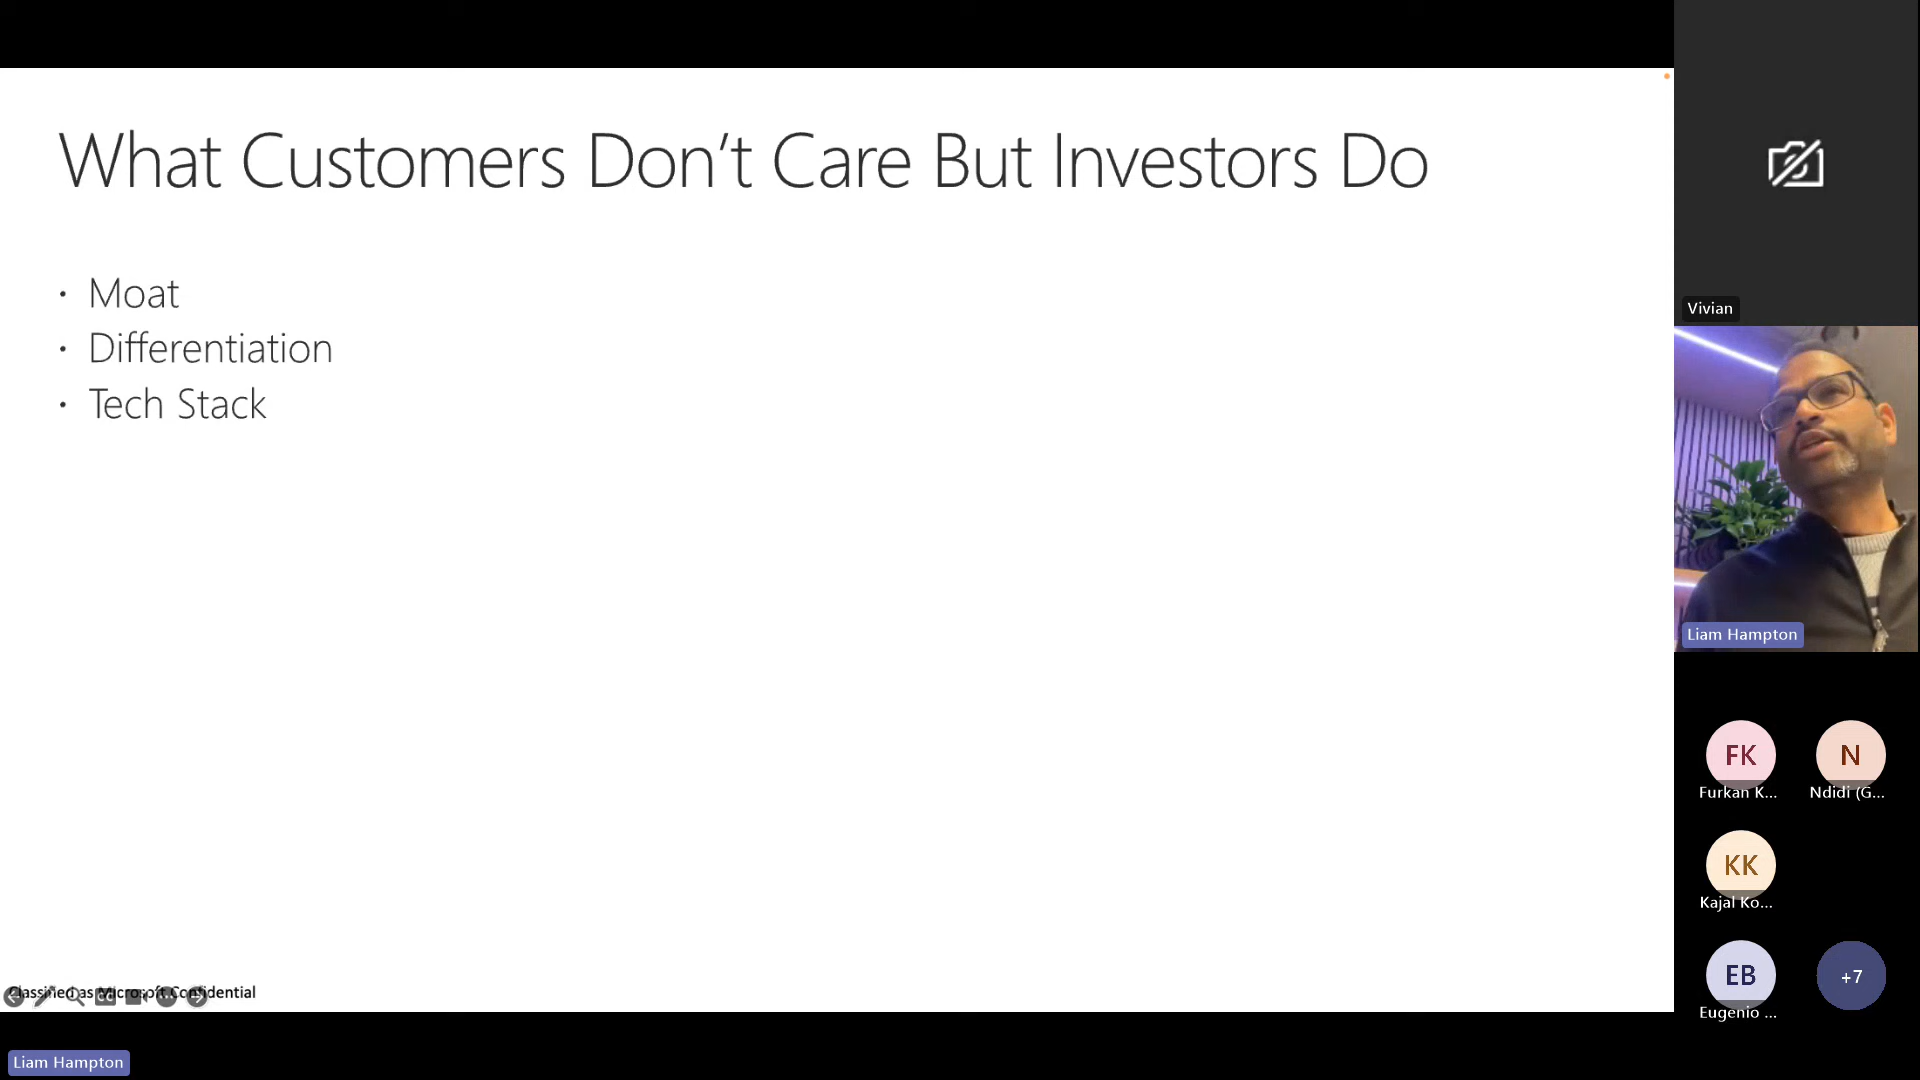 What Customers Don't Care But Investors Do
• Moat
• Differentiation
• Tech Stack
Classified as Microsoft Confidential
Liam Hampton
Vivian
Liam Hampton
FK
Furkan K...
N
Ndidi (G...
KK
Kajal Ko...
EB
Eugenio ...
+7